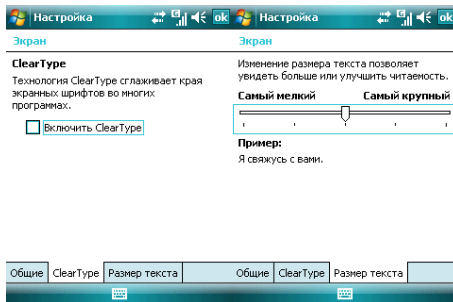 Настройка
ok
Экран
ClearType
Технология ClearType сглаживает края
экранных шрифтов во многих
программах.
Включить ClearType
Общие ClearType Размер текста
Настройка
ok
Экран
Изменение размера текста позволяет
увидеть больше или улучшить читаемость.
Самый мелкий Самый крупный
Пример:
Я свяжусь с вами.
Общие ClearType Размер текста